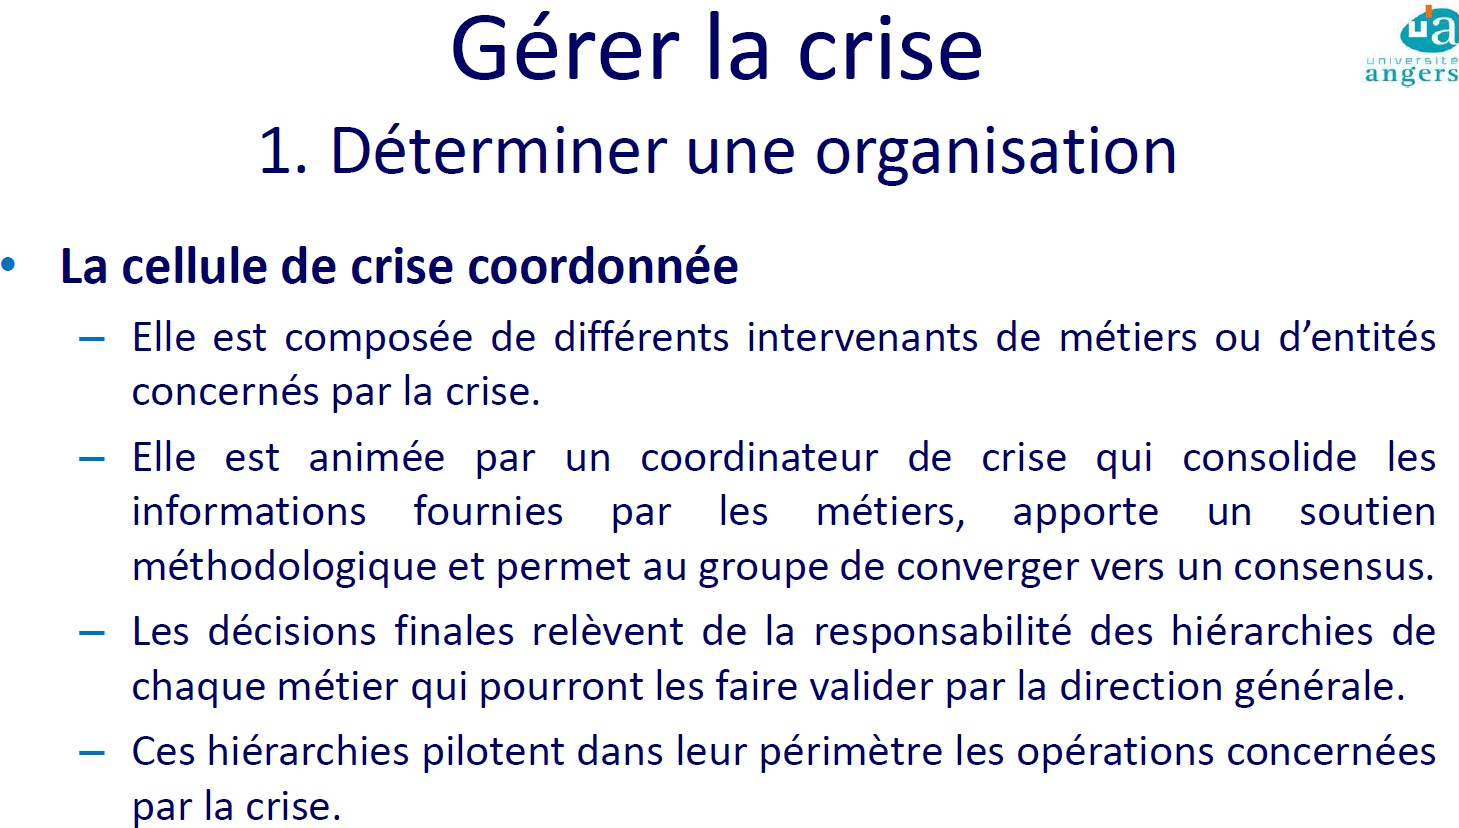 Gérer la crise
ua
université
angers
1. Déterminer une organisation
• La cellule de crise coordonnée
– Elle est composée de différents intervenants de métiers ou d’entités
concernés par la crise.
– Elle est animée par un coordinateur de crise qui consolide les
informations fournies par les métiers, apporte un soutien
méthodologique et permet au groupe de converger vers un consensus.
– Les décisions finales relèvent de la responsabilité des hiérarchies de
chaque métier qui pourront les faire valider par la direction générale.
– Ces hiérarchies pilotent dans leur périmètre les opérations concernées
par la crise.